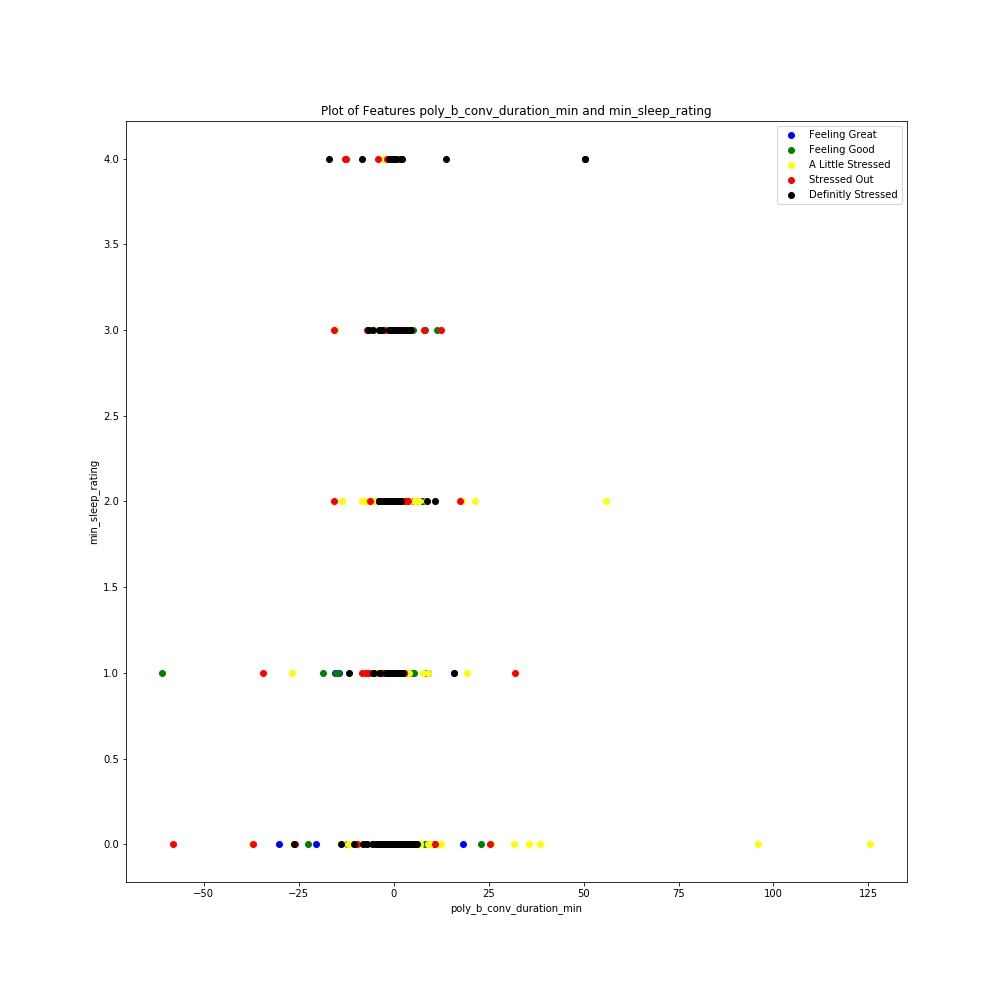 Plot of Features poly_b_conv_duration_min and min_sleep_rating
Feeling Great
Feeling Good
A Little Stressed
Stressed Out
Definitly Stressed
4.0
3.5
3.0
2.5
2.0
1.5
1.0
0.5
0.0
min_sleep_rating
−50
−25
0
25
50
75
100
125
poly_b_conv_duration_min